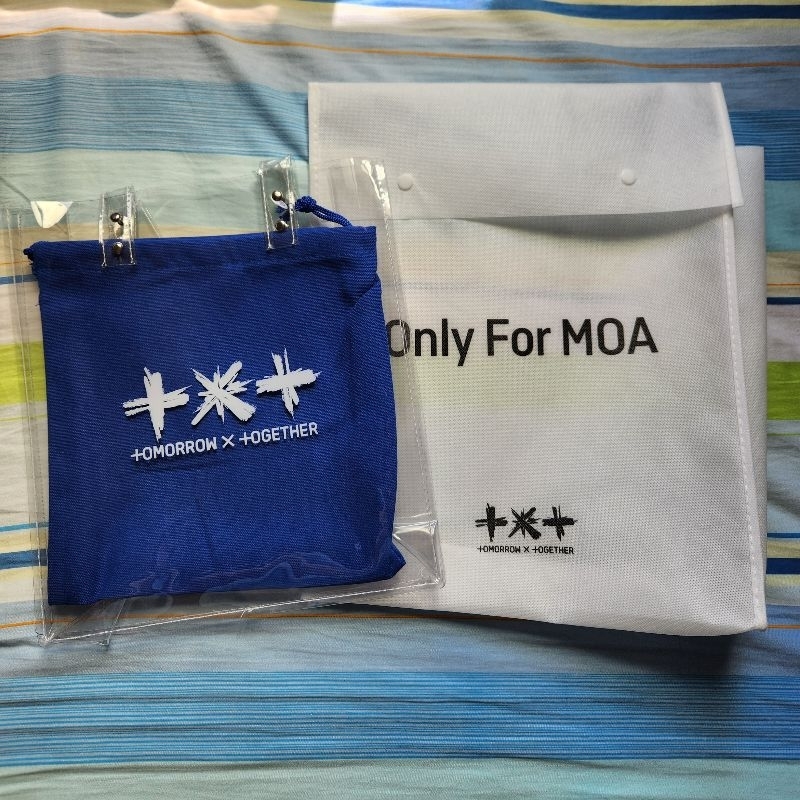 +×+
+OMORROW × +OGETHER
Only For MOA
+×+
+OMORROW × +OGETHER